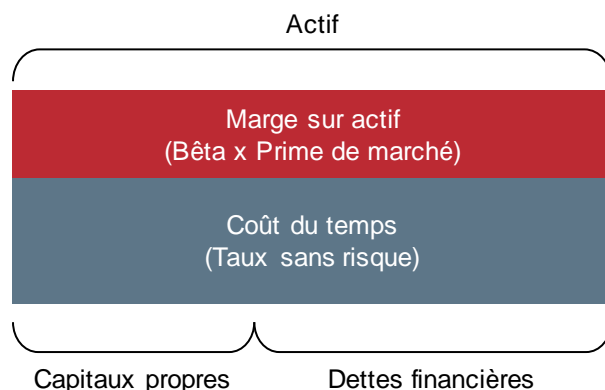 Actif
Marge sur actif
(Bêta x Prime de marché)
Coût du temps
(Taux sans risque)
Capitaux propres
Dettes financières